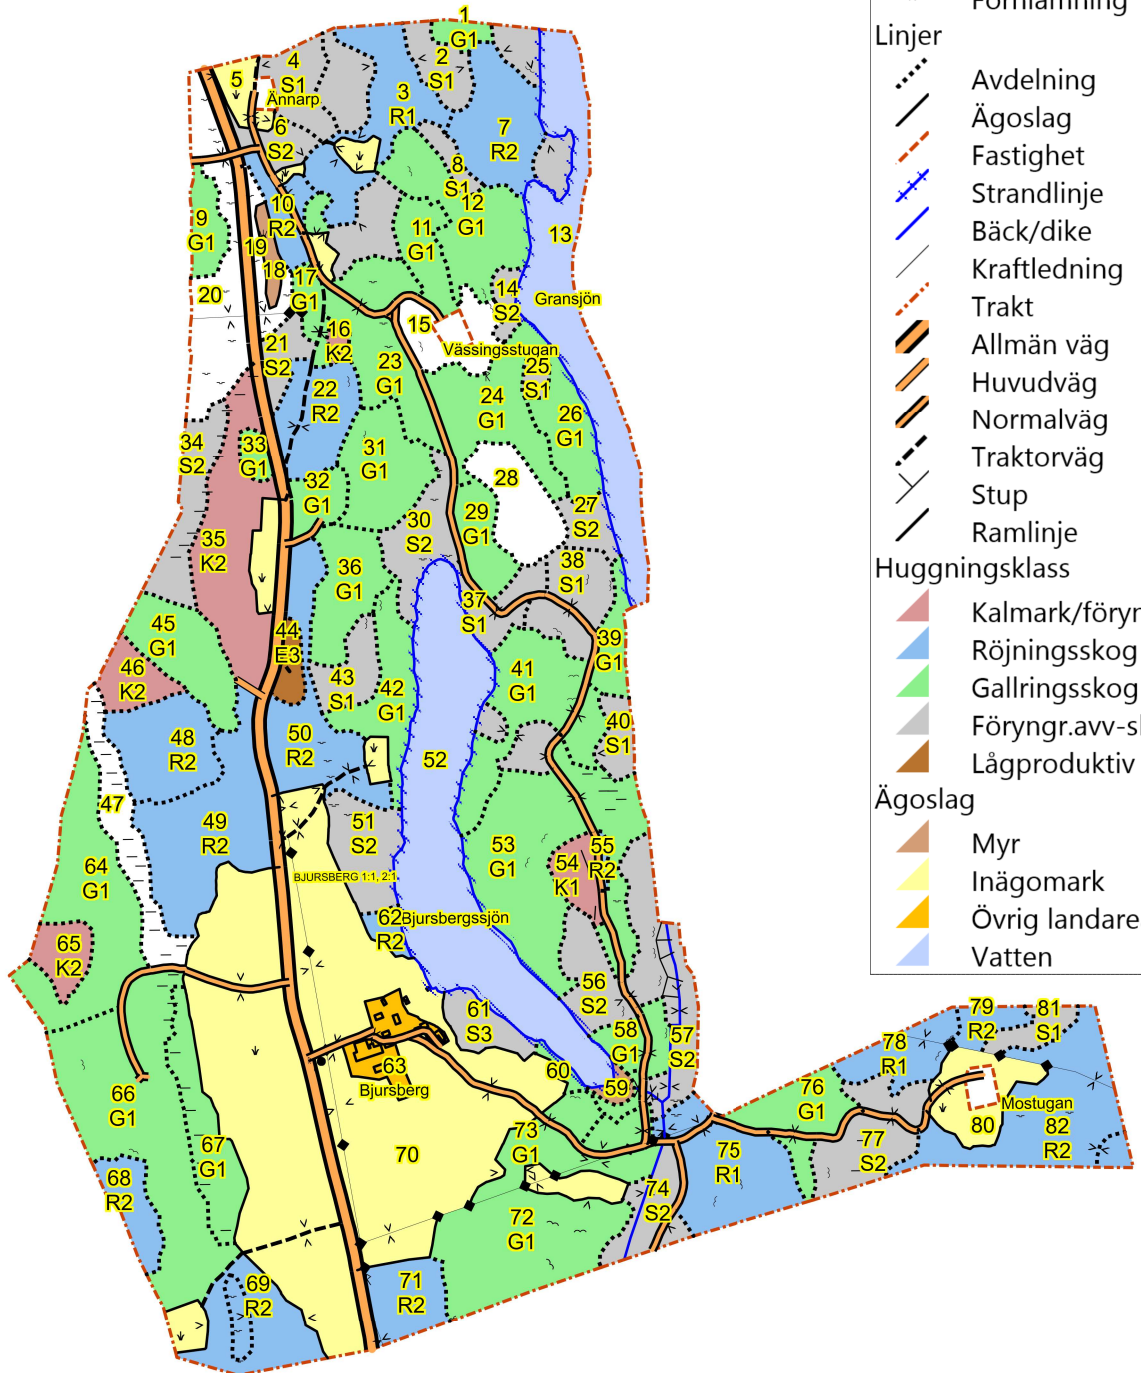 1
G1
2
S1
4
S1
5
Ännarp
3
R1
6
S2
7
R2
8
S1
9
G1
10
R2
11
G1
12
G1
13
14
S2
Gransjön
15
Vässingsstugan
16
K2
17
G1
18
19
20
21
S2
22
R2
23
G1
24
G1
25
S1
26
G1
27
S2
28
29
G1
30
S2
31
G1
32
G1
33
G1
34
S2
35
K2
36
G1
37
S1
38
S1
39
G1
40
S1
41
G1
42
G1
43
S1
44
E3
45
G1
46
K2
47
48
R2
49
R2
50
R2
51
S2
52
53
G1
54
K1
55
R2
BJURSBERG 1:1, 2:1
Bjursbergssjön
56
S2
57
S2
58
G1
59
60
61
S3
62
R2
63
Bjursberg
64
G1
65
K2
66
G1
67
G1
68
R2
69
R2
70
71
R2
72
G1
73
G1
74
S2
75
R1
76
G1
77
S2
78
R1
79
R2
80
81
S1
82
R2
Mostugan
Linjer
Avdelning
Ägoslag
Fastighet
Strandlinje
Bäck/dike
Kraftledning
Trakt
Allmän väg
Huvudväg
Normalväg
Traktorväg
Stup
Ramlinje
Huggningsklass
Kalmark/föryr
Röjningsskog
Gallringsskog
Föryngr.avv-sl
Lågproduktiv
Ägoslag
Myr
Inägomark
Övrig landare
Vatten